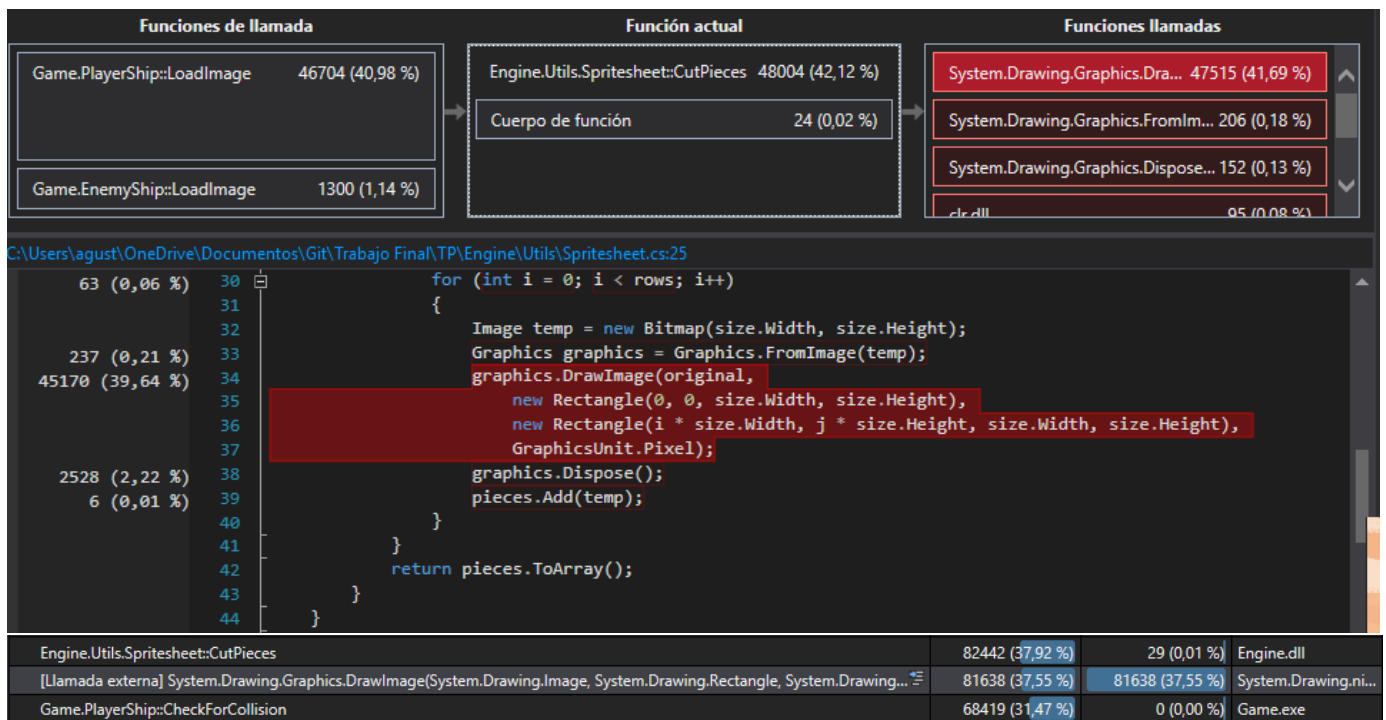 Funciones de llamada Función actual Funciones llamadas
Game.PlayerShip::LoadImage 46704 (40,98 %) Engine.Utils.Spritesheet::CutPieces 48004 (42,12 %) System.Drawing.Graphics.Dra... 47515 (41,69 %)
Cuerpo de función 24 (0,02 %) System.Drawing.Graphics.FromIm... 206 (0,18 %)
System.Drawing.Graphics.Dispose... 152 (0,13 %)
Game.EnemyShip::LoadImage 1300 (1,14 %)
clr.dll 95 (0,08 %)
C:\Users\agust\OneDrive\Documentos\Git\Trabajo Final\TP\Engine\Utils\Spritesheet.cs:25
63 (0,06 %) 30 for (int i = 0; i < rows; i++)
31 {
32 Image temp = new Bitmap(size.Width, size.Height);
237 (0,21 %) 33 Graphics graphics = Graphics.FromImage(temp);
45170 (39,64 %) 34 graphics.DrawImage(original,
35 new Rectangle(0, 0, size.Width, size.Height),
36 new Rectangle(i * size.Width, j * size.Height, size.Width, size.Height),
37 GraphicsUnit.Pixel);
2528 (2,22 %) 38 graphics.Dispose();
6 (0,01 %) 39 pieces.Add(temp);
40 }
41 }
42 return pieces.ToArray();
43 }
44 }
Engine.Utils.Spritesheet::CutPieces 82442 (37,92 %) 29 (0,01 %) Engine.dll
[Llamada externa] System.Drawing.Graphics.DrawImage(System.Drawing.Image, System.Drawing.Rectangle, System.Drawing... 81638 (37,55 %) 81638 (37,55 %) System.Drawing.ni...
Game.PlayerShip::CheckForCollision 68419 (31,47 %) 0 (0,00 %) Game.exe